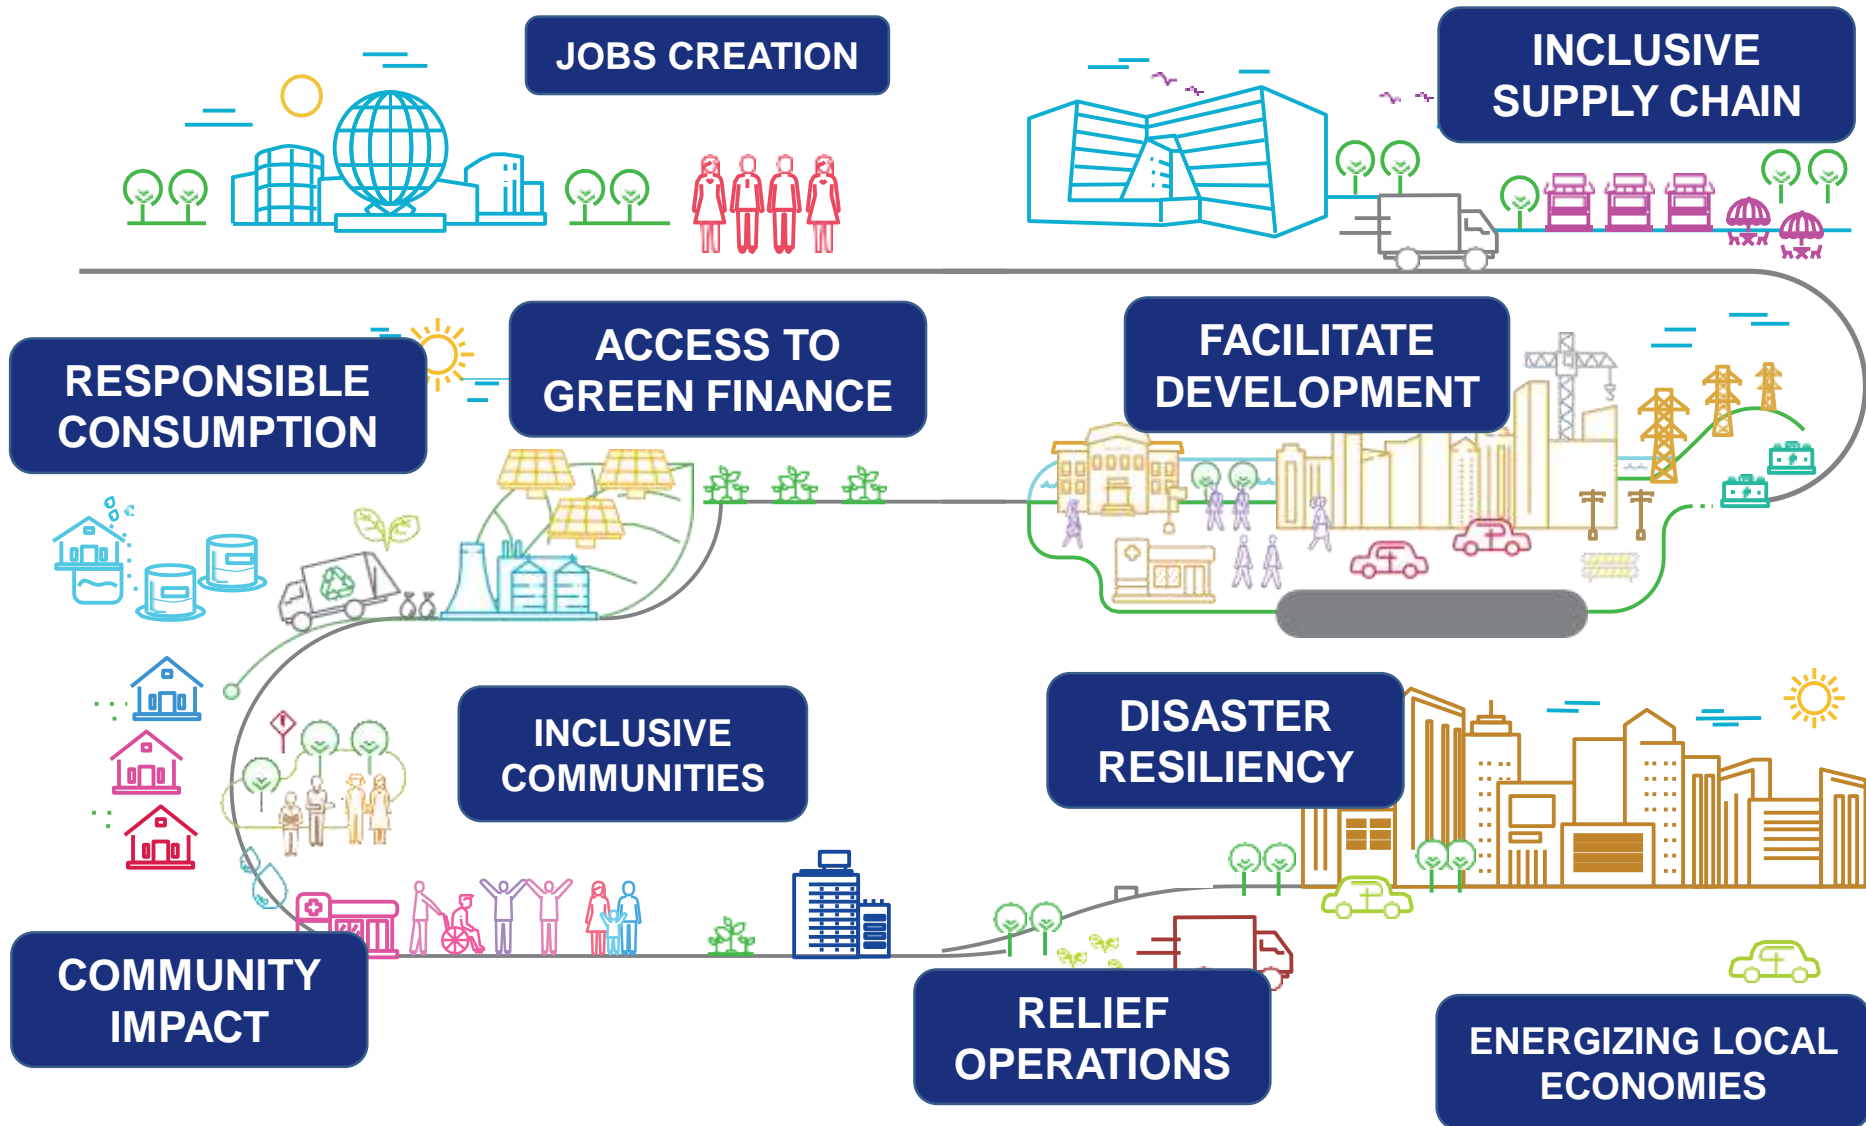 JOBS CREATION
INCLUSIVE
SUPPLY CHAIN
RESPONSIBLE
CONSUMPTION
ACCESS TO
GREEN FINANCE
FACILITATE
DEVELOPMENT
INCLUSIVE
COMMUNITIES
DISASTER
RESILIENCY
COMMUNITY
IMPACT
RELIEF
OPERATIONS
ENERGIZING LOCAL
ECONOMIES